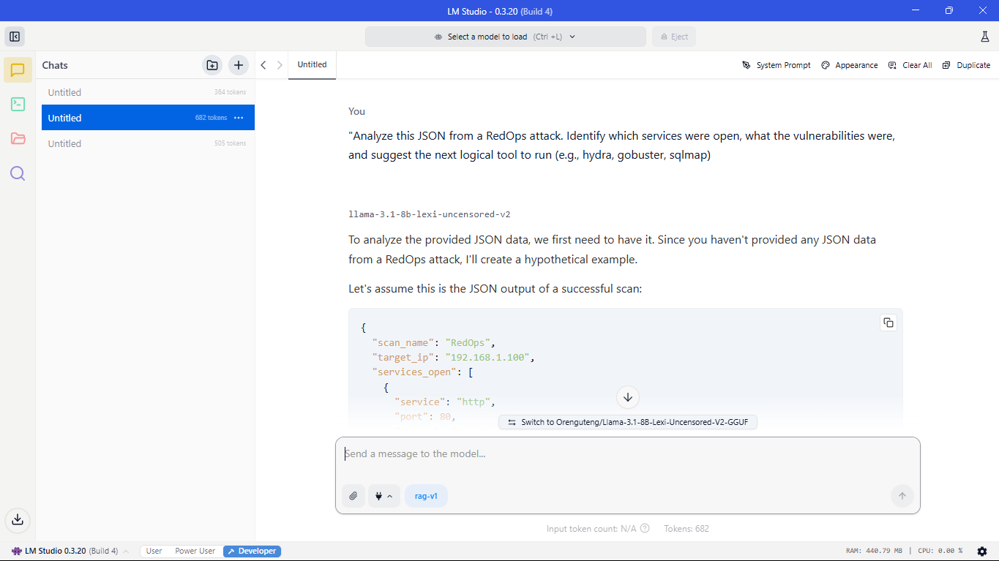 LM Studio - 0.3.20 (Build 4)
Select a model to load (Ctrl +L)
Eject
Chats
Untitled
System Prompt
Appearance
Clear All
Duplicate
Untitled 364 tokens
Untitled 682 tokens
Untitled 505 tokens
You
"Analyze this JSON from a RedOps attack. Identify which services were open, what the vulnerabilities were,
and suggest the next logical tool to run (e.g., hydra, gobuster, sqlmap)
llama-3.1-8b-lexi-uncensored-v2
To analyze the provided JSON data, we first need to have it. Since you haven't provided any JSON data
from a RedOps attack, I'll create a hypothetical example.
Let's assume this is the JSON output of a successful scan:
{
"scan_name": "RedOps",
"target_ip": "192.168.1.100",
"services_open": [
{
"service": "http",
"port": 80,
Switch to Orenguteng/Llama-3.1-8B-Lexi-Uncensored-V2-GGUF
Send a message to the model...
rag-v1
Input token count: N/A ? Tokens: 682
LM Studio 0.3.20 (Build 4)
User
Power User
Developer
RAM: 440.79 MB | CPU: 0.00 %